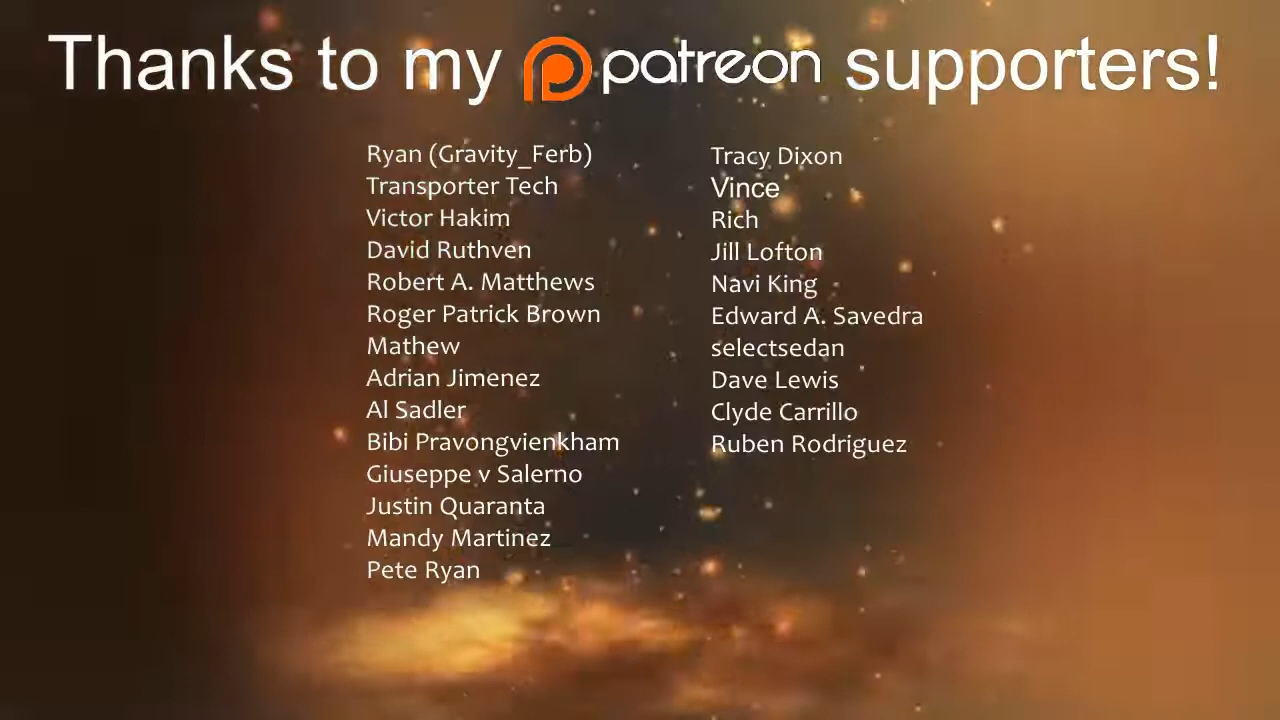 Thanks to my patreon supporters!
Ryan (Gravity_Ferb)
Transporter Tech
Victor Hakim
David Ruthven
Robert A. Matthews
Roger Patrick Brown
Mathew
Adrian Jimenez
Al Sadler
Bibi Pravongvienkham
Giuseppe v Salerno
Justin Quaranta
Mandy Martinez
Pete Ryan
Tracy Dixon
Vince
Rich
Jill Lofton
Navi King
Edward A. Savedra
selectsedan
Dave Lewis
Clyde Carrillo
Ruben Rodriguez